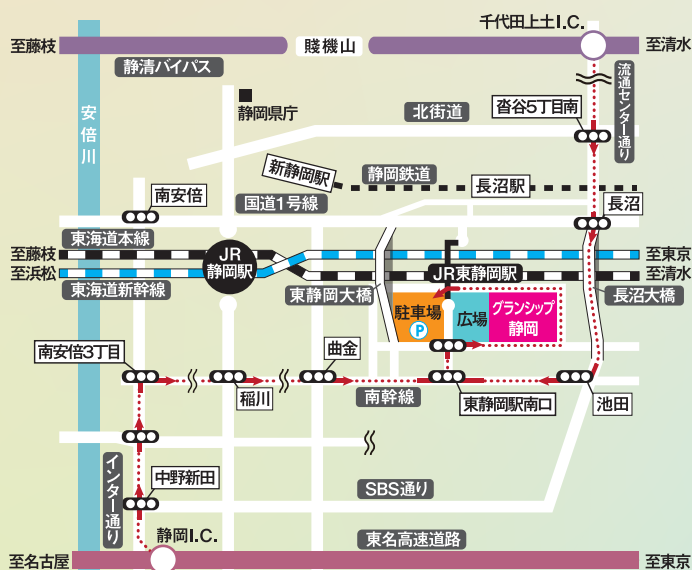 千代田上土I.C.
至藤枝
賤機山
至清水
静清バイパス
流通センター通り
安倍川
静岡県庁
北街道
沓谷5丁目南
新静岡駅
静岡鉄道
長沼駅
南安倍
国道1号線
長沼
東海道本線
至藤枝
JR
静岡駅
至東京
至浜松
JR東静岡駅
至清水
東海道新幹線
東静岡大橋
長沼大橋
駐車場
P
広場
グランシップ
静岡
南安倍3丁目
曲金
稲川
南幹線
東静岡駅南口
池田
インター通り
中野新田
SBS通り
静岡I.C.
東名高速道路
至名古屋
至東京